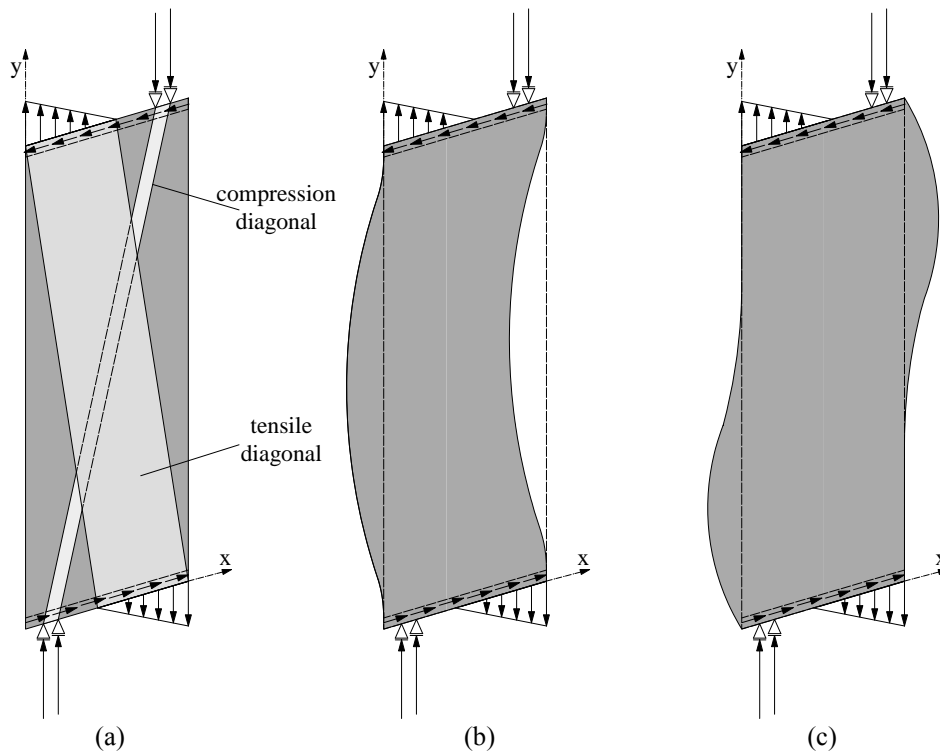 y
y
y
compression
diagonal
tensile
diagonal
x
x
x
(a)
(b)
(c)